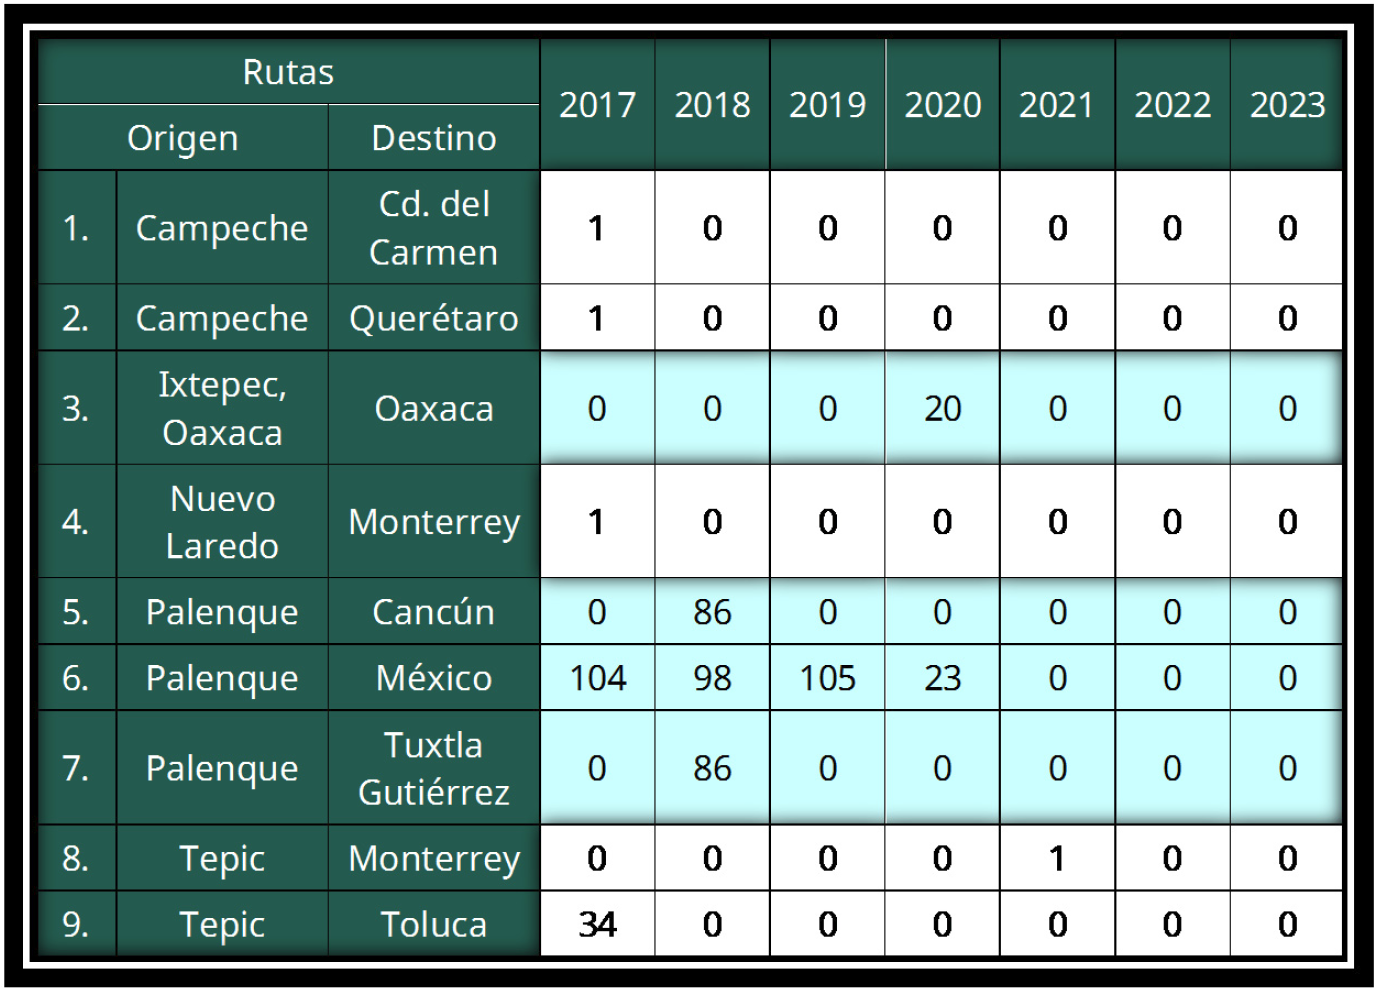 Rutas
2017 2018 2019 2020 2021 2022 2023
Origen Destino
1. Campeche Cd. del
Carmen 1 0 0 0 0 0 0
2. Campeche Querétaro 1 0 0 0 0 0 0
3. Ixtepec,
Oaxaca Oaxaca 0 0 0 20 0 0 0
4. Nuevo
Laredo Monterrey 1 0 0 0 0 0 0
5. Palenque Cancún 0 86 0 0 0 0 0
6. Palenque México 104 98 105 23 0 0 0
7. Palenque Tuxtla
Gutiérrez 0 86 0 0 0 0 0
8. Tepic Monterrey 0 0 0 0 1 0 0
9. Tepic Toluca 34 0 0 0 0 0 0